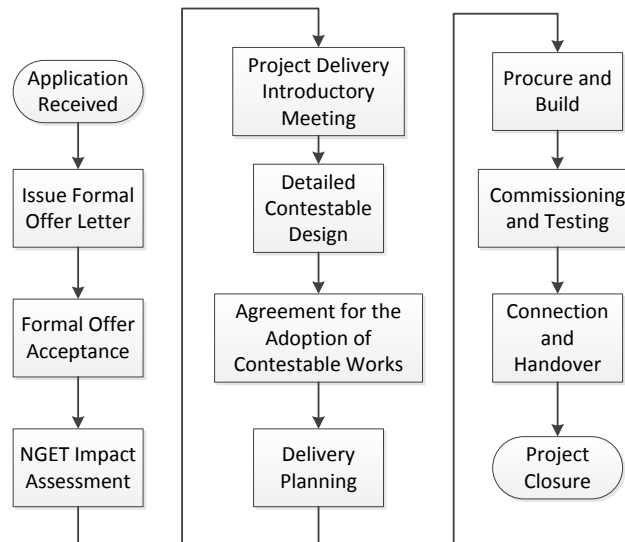 Application
Received
Issue Formal
Offer Letter
Formal Offer
Acceptance
NGET Impact
Assessment
Project Delivery
Introductory
Meeting
Detailed
Contestable
Design
Agreement for the
Adoption of
Contestable Works
Delivery
Planning
Procure and
Build
Commissioning
and Testing
Connection
and
Handover
Project
Closure